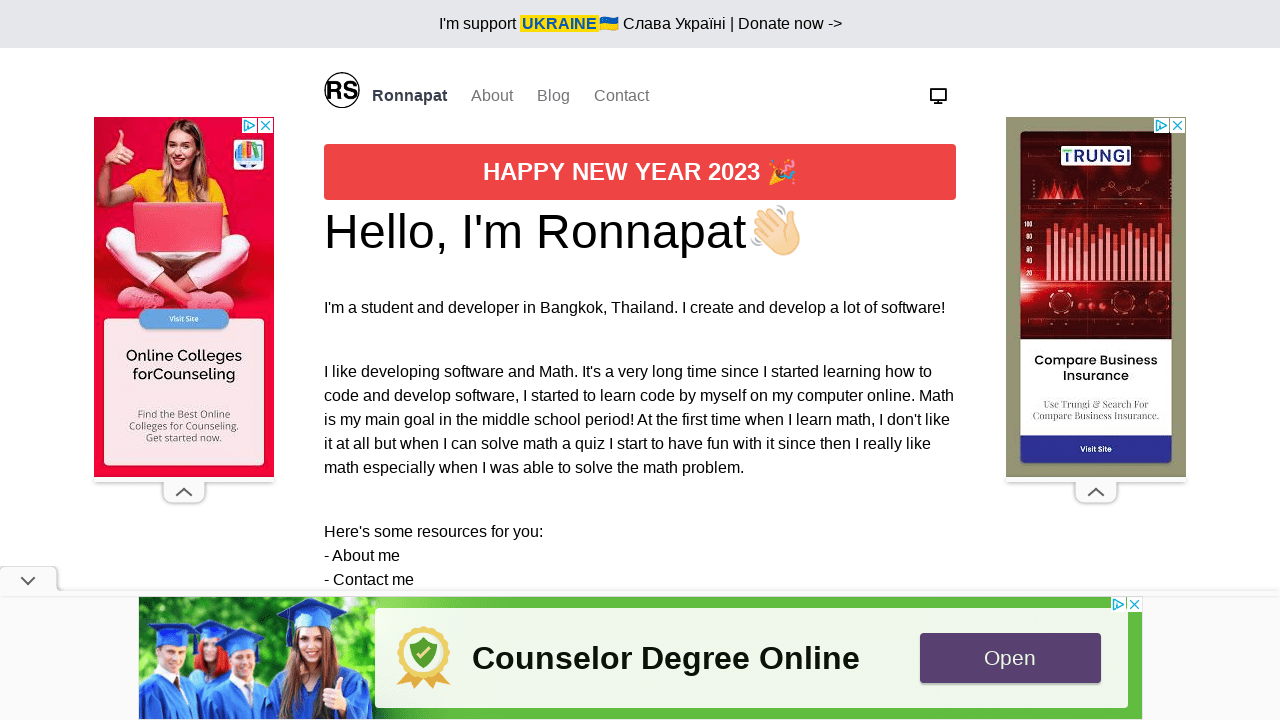 I'm support UKRAINE🇺🇦 Слава Україні | Donate now ->
RS Ronnapat About Blog Contact
HAPPY NEW YEAR 2023 🎉
Hello, I'm Ronnapat👋🏻
I'm a student and developer in Bangkok, Thailand. I create and develop a lot of software!
I like developing software and Math. It's a very long time since I started learning how to
code and develop software, I started to learn code by myself on my computer online. Math
is my main goal in the middle school period! At the first time when I learn math, I don't like
it at all but when I can solve math a quiz I start to have fun with it since then I really like
math especially when I was able to solve the math problem.
Here's some resources for you:
- About me
- Contact me
Visit Site
Online Colleges
forCounseling
Find the Best Online
Colleges for Counseling.
Get started now.
TRUNGI
100
80
60
40
20
Compare Business
Insurance
Use Trungi & Search For
Compare Business Insurance.
Visit Site
Counselor Degree Online
Open